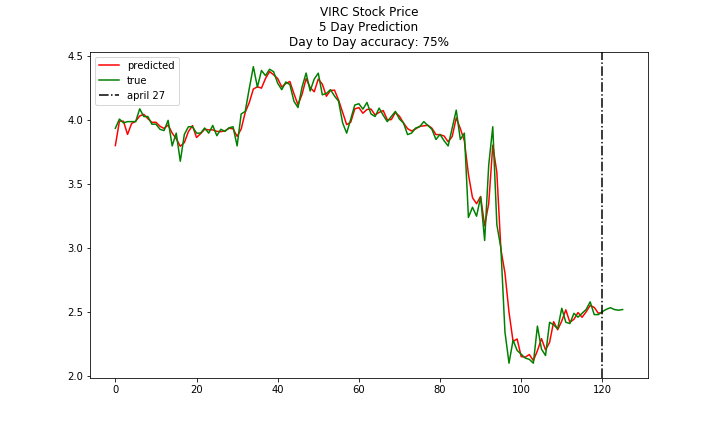 VIRC Stock Price
5 Day Prediction
Day to Day accuracy: 75%
4.5
4.0
3.5
3.0
2.5
2.0
predicted
true
april 27
0
20
40
60
80
100
120